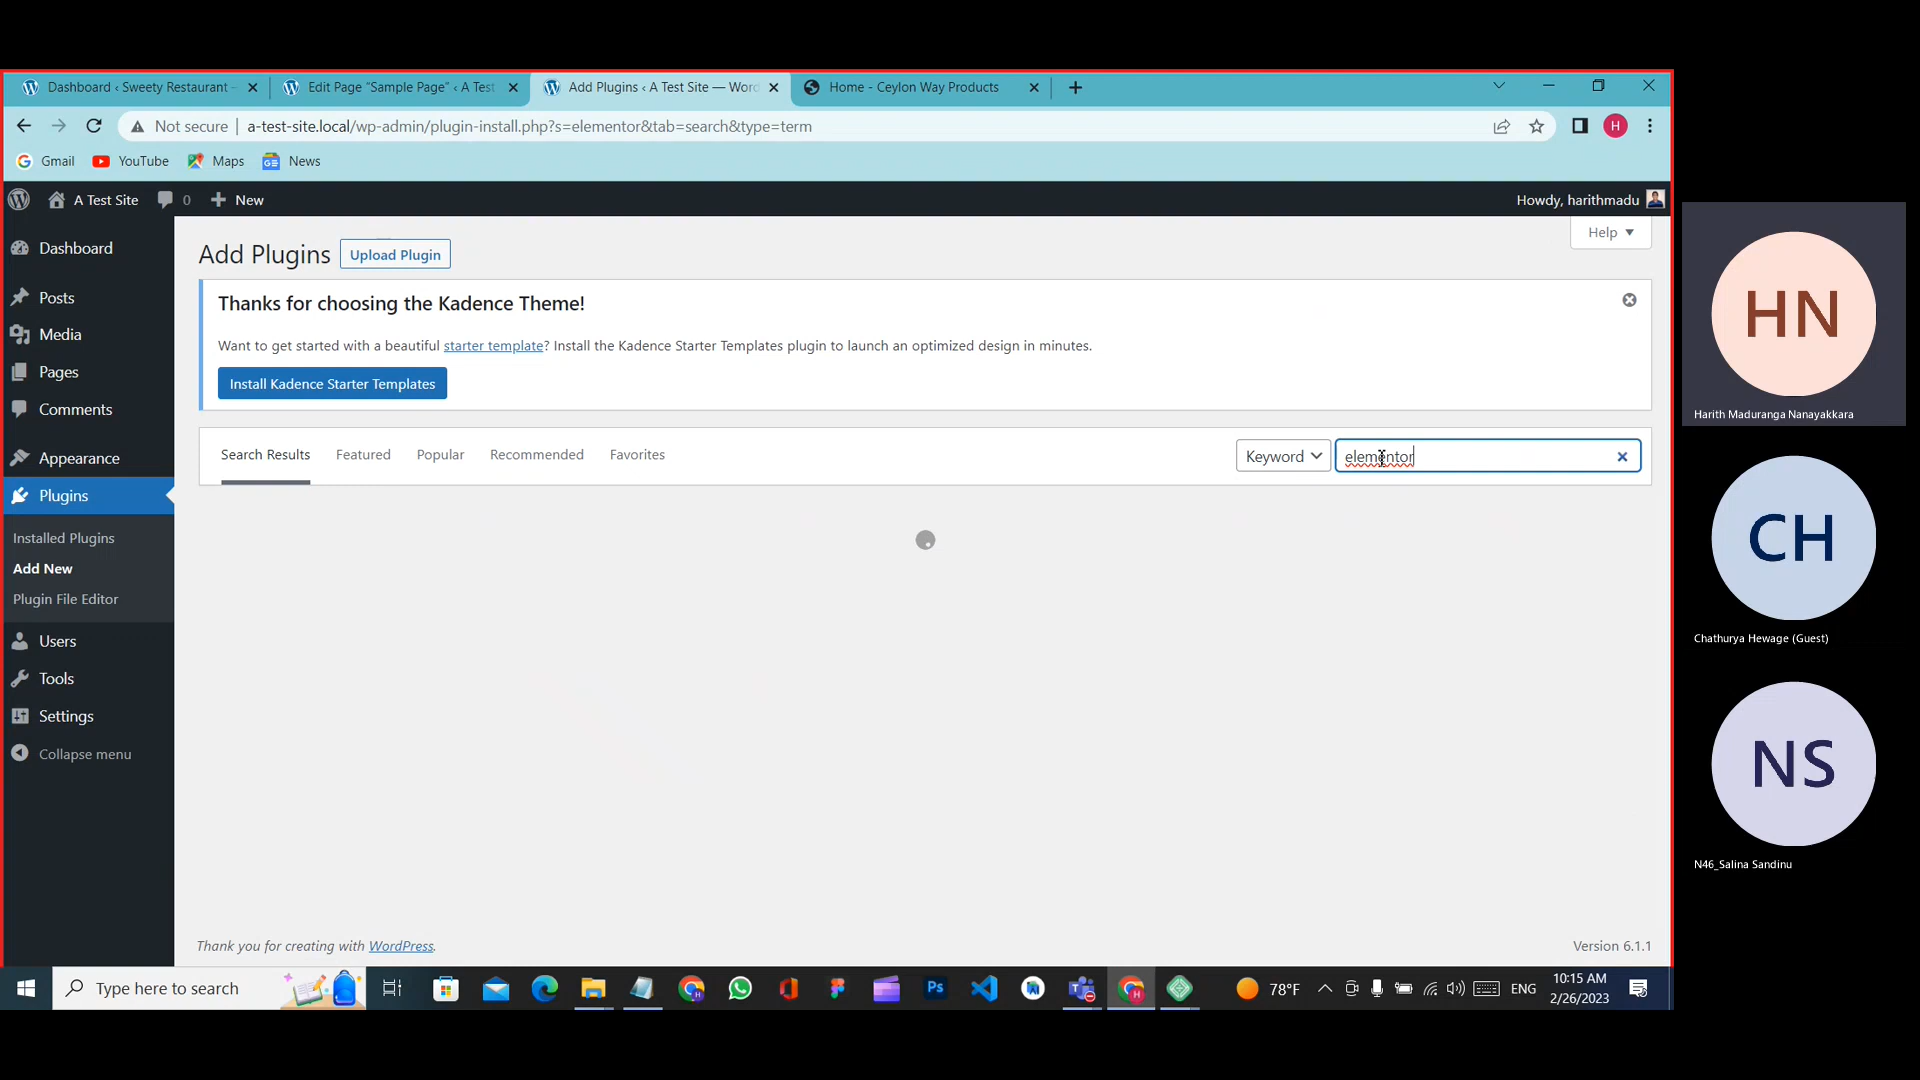 Dashboard ‹ Sweety Restaurant –
Edit Page "Sample Page" ‹ A Test
Add Plugins ‹ A Test Site — Word
Home - Ceylon Way Products
Not secure
a-test-site.local/wp-admin/plugin-install.php?s=elementor&tab=search&type=term
H
Gmail
YouTube
Maps
News
A Test Site
0
New
Howdy, harithmadu
Dashboard
Posts
Media
Pages
Comments
Appearance
Plugins
Installed Plugins
Add New
Plugin File Editor
Users
Tools
Settings
Collapse menu
Help
Add Plugins
Upload Plugin
Thanks for choosing the Kadence Theme!
Want to get started with a beautiful starter template? Install the Kadence Starter Templates plugin to launch an optimized design in minutes.
Install Kadence Starter Templates
Search Results
Featured
Popular
Recommended
Favorites
Keyword
elementor
Thank you for creating with WordPress.
Version 6.1.1
Type here to search
Ps
78°F
ENG
10:15 AM
2/26/2023
HN
Harith Maduranga Nanayakkara
CH
Chathurya Hewage (Guest)
NS
N46_Salina Sandinu